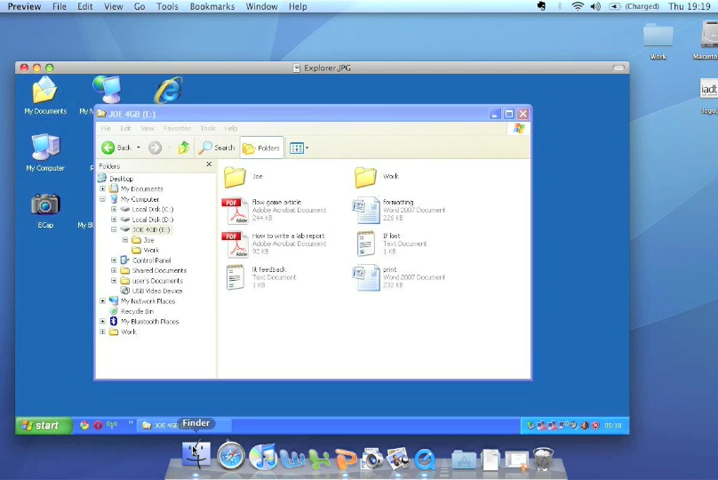 Preview File Edit View Go Tools Bookmarks Window Help (Charged) Thu 19:19
Explorer.JPG
Work
My Documents
My Computer
ECap
JOE 4GB (E:)
File Edit View Favorites Tools Help
Back Search Folders
Folders
Desktop
My Documents
My Computer
Local Disk (C:)
Local Disk (D:)
JOE 4GB (E:)
Joe
Work
Control Panel
Shared Documents
user's Documents
USB Video Device
My Network Places
Recycle Bin
My Bluetooth Places
Work
Joe
Work
flow game article
Adobe Acrobat Document
244 KB
formatting
Word 2007 Document
226 KB
How to write a lab report
Adobe Acrobat Document
92 KB
If lost
Text Document
1 KB
lit feedback
Text Document
1 KB
print
Word 2007 Document
232 KB
start
JOE 4GB
05:38
Finder
iadt